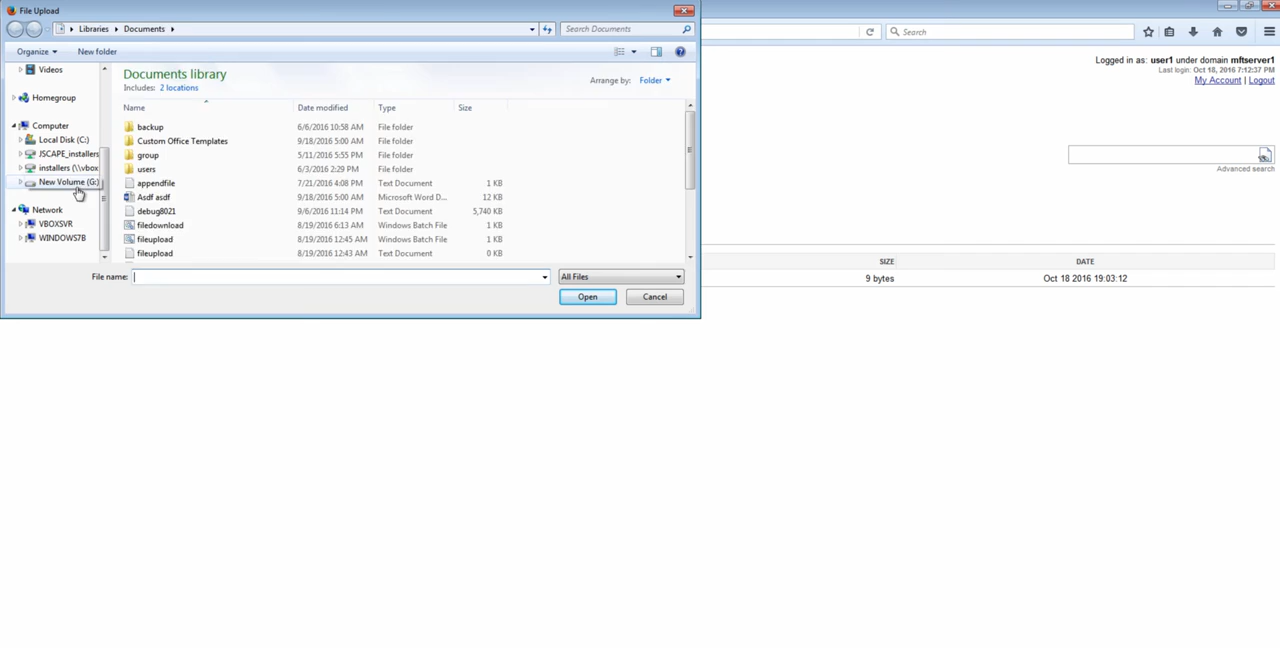 File Upload
Libraries Documents
Search Documents
Organize New folder
Videos
Homegroup
Computer
Local Disk (C:)
JSCAPE_installers
installers (\\vbox
New Volume (G:)
Network
VBOXSVR
WINDOWS7B
Documents library
Includes: 2 locations
Arrange by: Folder
Name Date modified Type Size
backup 6/6/2016 10:58 AM File folder
Custom Office Templates 9/18/2016 5:00 AM File folder
group 5/11/2016 5:55 PM File folder
users 6/3/2016 2:29 PM File folder
appendfile 7/21/2016 4:08 PM Text Document 1 KB
Asdf asdf 9/18/2016 5:00 AM Microsoft Word D... 12 KB
debug8021 9/6/2016 11:14 PM Text Document 5,740 KB
filedownload 8/19/2016 6:13 AM Windows Batch File 1 KB
fileupload 8/19/2016 12:45 AM Windows Batch File 1 KB
fileupload 8/19/2016 12:43 AM Text Document 0 KB
File name: All Files
Open Cancel
Search
Logged in as: user1 under domain mftserver1
Last login: Oct 18, 2016 7:12:37 PM
My Account | Logout
Advanced search
SIZE DATE
9 bytes Oct 18 2016 19:03:12